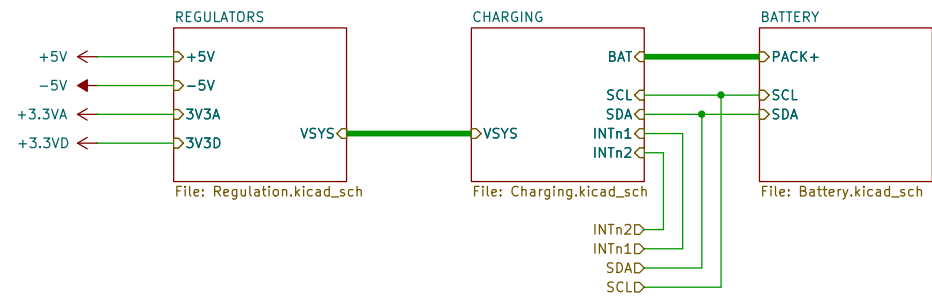 REGULATORS
CHARGING
BATTERY
+5V
+5V
BAT
PACK+
-5V
-5V
SCL
SCL
+3.3VA
3V3A
SDA
SDA
VSYS
VSYS
INTn1
+3.3VD
3V3D
INTn2
File: Regulation.kicad_sch
File: Charging.kicad_sch
File: Battery.kicad_sch
INTn2
INTn1
SDA
SCL